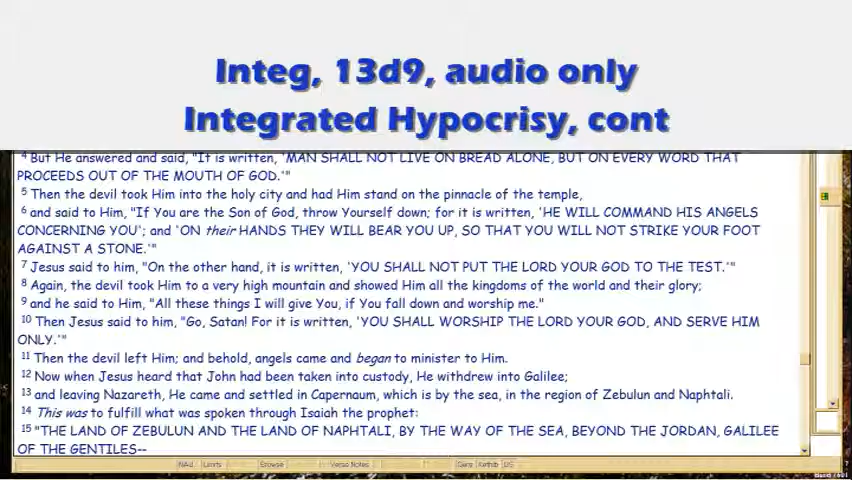 Integ, 13d9, audio only
Integrated Hypocrisy, cont
4 But He answered and said, "It is written, 'MAN SHALL NOT LIVE ON BREAD ALONE, BUT ON EVERY WORD THAT
PROCEEDS OUT OF THE MOUTH OF GOD.'"
5 Then the devil took Him into the holy city and had Him stand on the pinnacle of the temple,
6 and said to Him, "If You are the Son of God, throw Yourself down; for it is written, 'HE WILL COMMAND HIS ANGELS
CONCERNING YOU'; and 'ON their HANDS THEY WILL BEAR YOU UP, SO THAT YOU WILL NOT STRIKE YOUR FOOT
AGAINST A STONE.'"
7 Jesus said to him, "On the other hand, it is written, 'YOU SHALL NOT PUT THE LORD YOUR GOD TO THE TEST.'"
8 Again, the devil took Him to a very high mountain and showed Him all the kingdoms of the world and their glory;
9 and he said to Him, "All these things I will give You, if You fall down and worship me."
10 Then Jesus said to him, "Go, Satan! For it is written, 'YOU SHALL WORSHIP THE LORD YOUR GOD, AND SERVE HIM
ONLY.'"
11 Then the devil left Him; and behold, angels came and began to minister to Him.
12 Now when Jesus heard that John had been taken into custody, He withdrew into Galilee;
13 and leaving Nazareth, He came and settled in Capernaum, which is by the sea, in the region of Zebulun and Naphtali.
14 This was to fulfill what was spoken through Isaiah the prophet:
15 "THE LAND OF ZEBULUN AND THE LAND OF NAPHTALI, BY THE WAY OF THE SEA, BEYOND THE JORDAN, GALILEE
OF THE GENTILES--
NAU Limits Browse Verse Notes